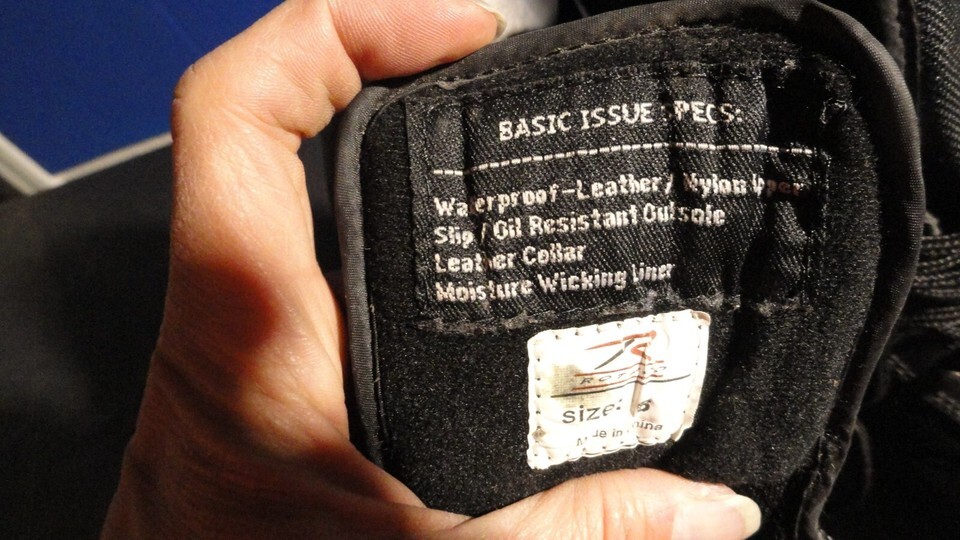 BASIC ISSUE SPECS:
Waterproof-Leather / Nylon Upper
Slip / Oil Resistant Outsole
Leather Collar
Moisture Wicking Liner
ROTHCO
Size:
Made in China